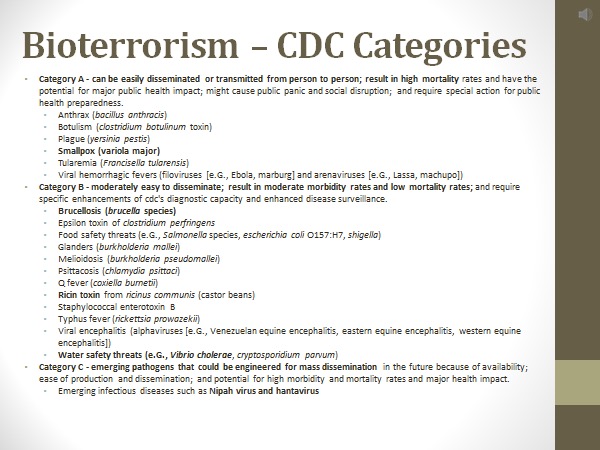 Bioterrorism – CDC Categories
• Category A - can be easily disseminated or transmitted from person to person; result in high mortality rates and have the
potential for major public health impact; might cause public panic and social disruption; and require special action for public
health preparedness.
• Anthrax (bacillus anthracis)
• Botulism (clostridium botulinum toxin)
• Plague (yersinia pestis)
• Smallpox (variola major)
• Tularemia (Francisella tularensis)
• Viral hemorrhagic fevers (filoviruses [e.g., Ebola, marburg] and arenaviruses [e.g., Lassa, machupo])
• Category B - moderately easy to disseminate; result in moderate morbidity rates and low mortality rates; and require
specific enhancements of cdc's diagnostic capacity and enhanced disease surveillance.
• Brucellosis (brucella species)
• Epsilon toxin of clostridium perfringens
• Food safety threats (e.g., Salmonella species, escherichia coli O157:H7, shigella)
• Glanders (burkholderia mallei)
• Melioidosis (burkholderia pseudomallei)
• Psittacosis (chlamydia psittaci)
• Q fever (coxiella burnetii)
• Ricin toxin from ricinus communis (castor beans)
• Staphylococcal enterotoxin B
• Typhus fever (rickettsia prowazekii)
• Viral encephalitis (alphaviruses [e.g., Venezuelan equine encephalitis, eastern equine encephalitis, western equine
encephalitis])
• Water safety threats (e.g., Vibrio cholerae, cryptosporidium parvum)
• Category C - emerging pathogens that could be engineered for mass dissemination in the future because of availability;
ease of production and dissemination; and potential for high morbidity and mortality rates and major health impact.
• Emerging infectious diseases such as Nipah virus and hantavirus